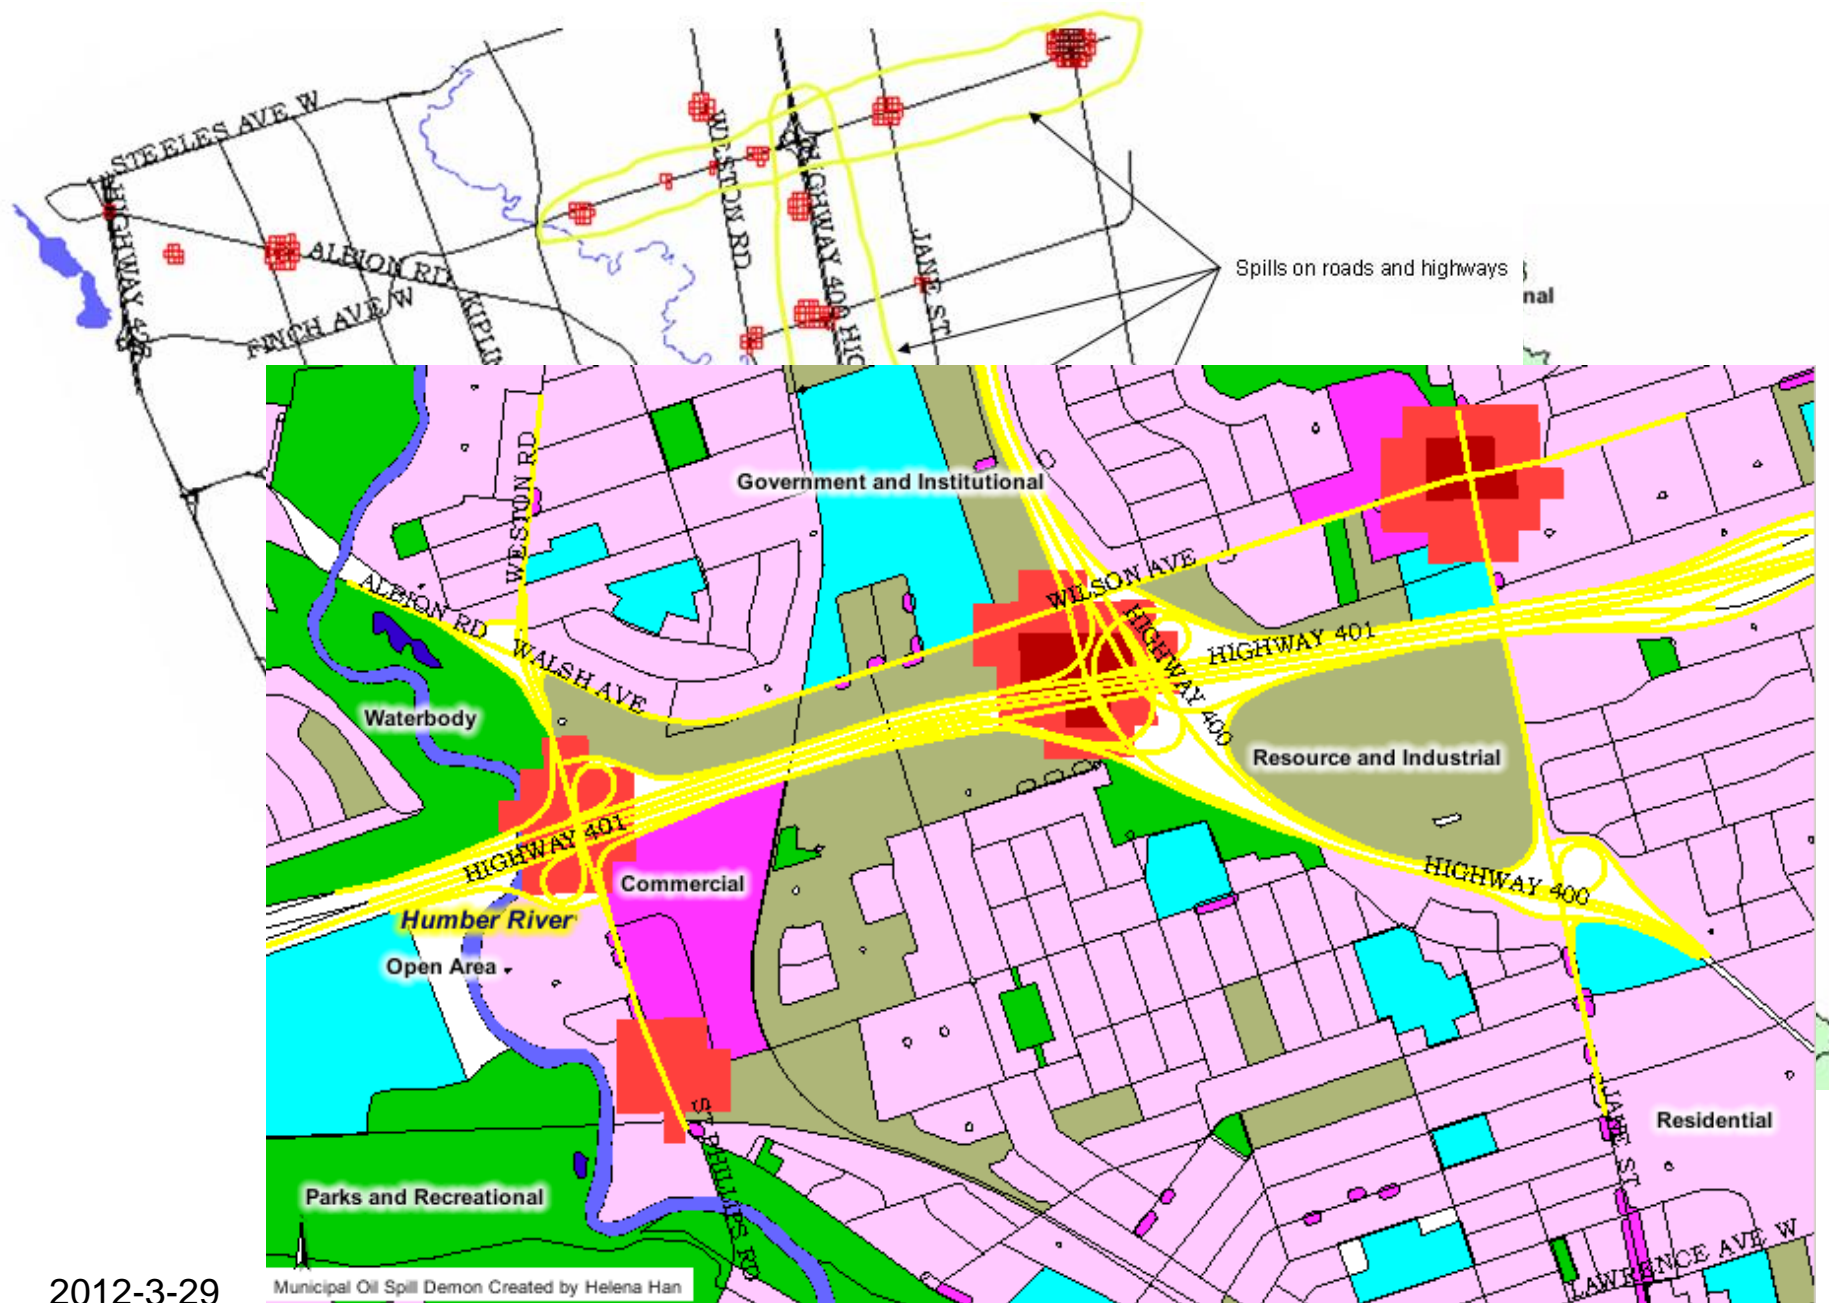 STEELES AVE W
WESTON RD
HIGHWAY 400
JANE ST
ALBION RD
FINCH AVE W
Spills on roads and highways
nal
Government and Institutional
WESTON RD
WILSON AVE
ALBION RD
WALSH AVE
HIGHWAY 400
HIGHWAY 401
Waterbody
Resource and Industrial
HIGHWAY 401
Commercial
HIGHWAY 400
Humber River
Open Area
JANE ST
Residential
ST PHILLIPS RD
Parks and Recreational
LAWRENCE AVE W
Municipal Oil Spill Demon Created by Helena Han
2012-3-29